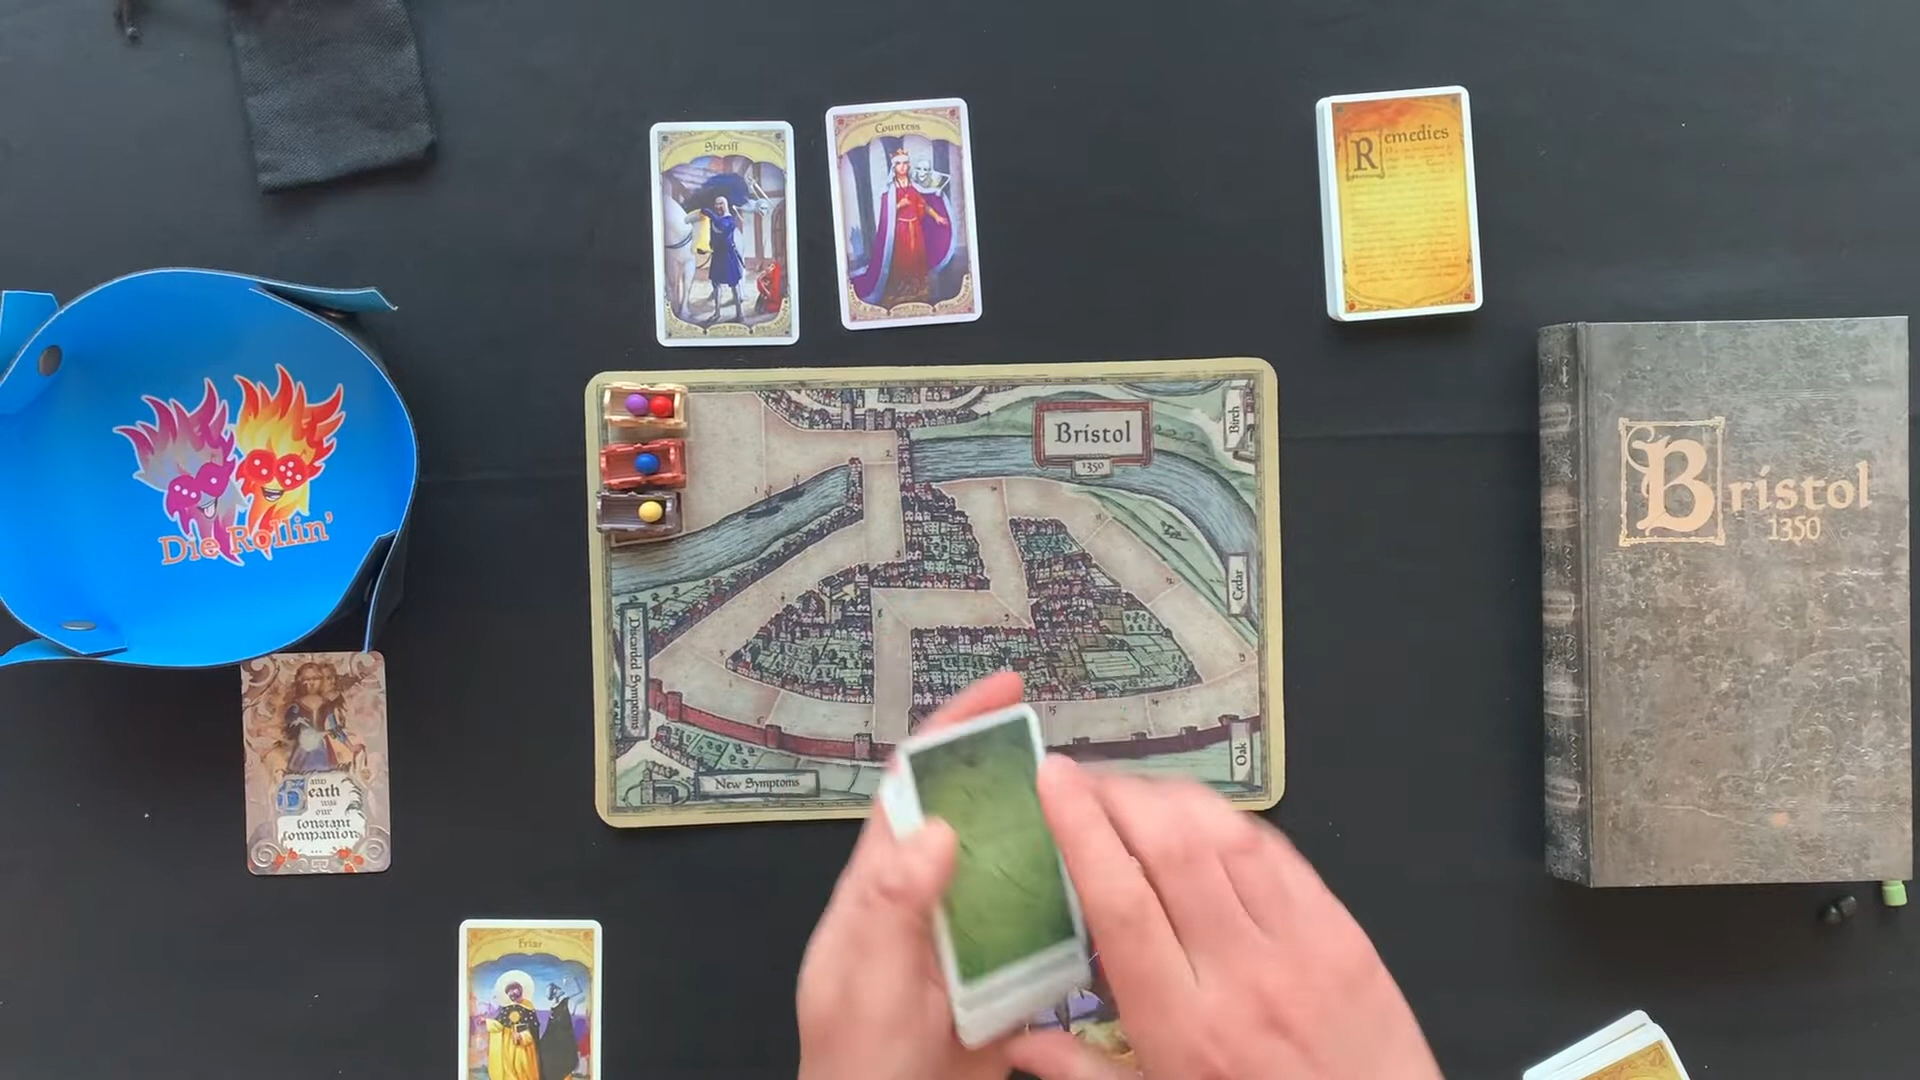 Sheriff
Countess
Remedies
Bristol
1350
Birch
Cedar
Oak
Discarded Symptoms
New Symptoms
Die Rollin'
and
Death
was
our
constant
companion
...
Friar
Bristol
1350